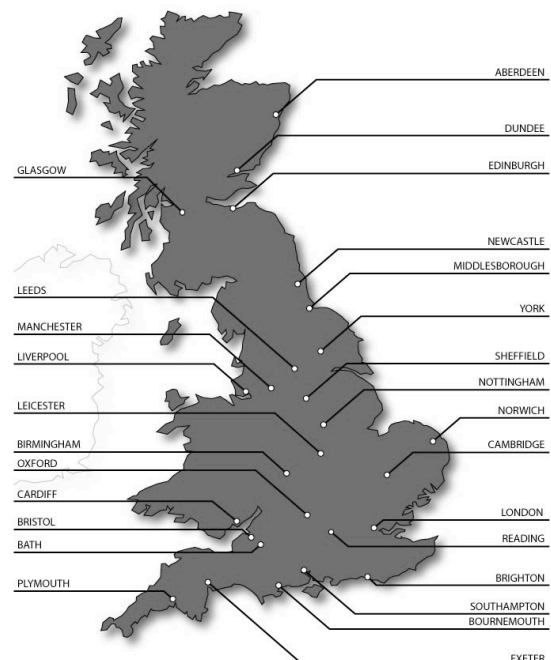 ABERDEEN
DUNDEE
GLASGOW
EDINBURGH
NEWCASTLE
MIDDLESBOROUGH
LEEDS
YORK
MANCHESTER
LIVERPOOL
SHEFFIELD
NOTTINGHAM
LEICESTER
NORWICH
BIRMINGHAM
CAMBRIDGE
OXFORD
CARDIFF
LONDON
BRISTOL
READING
BATH
PLYMOUTH
BRIGHTON
SOUTHAMPTON
BOURNEMOUTH
EXETER